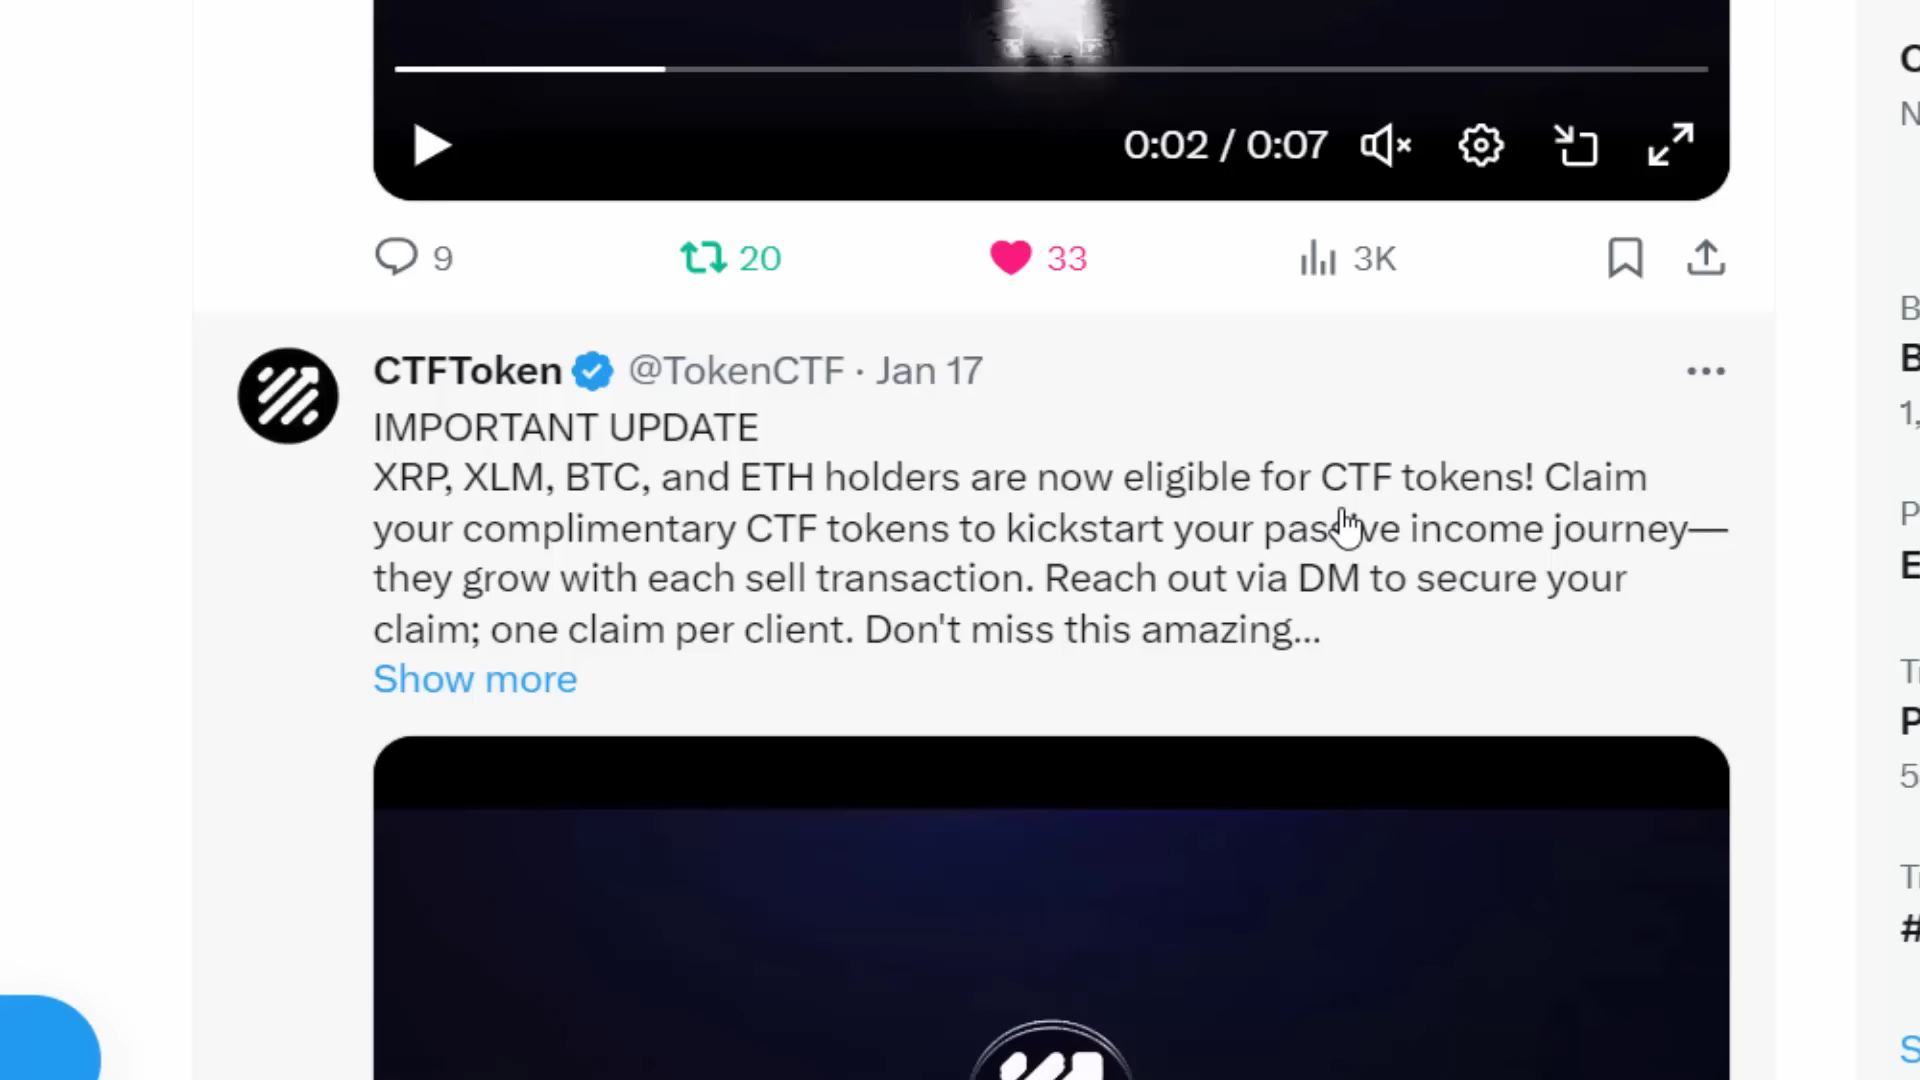 0:02 / 0:07
9
20
33
3K
CTFToken @TokenCTF · Jan 17
IMPORTANT UPDATE
XRP, XLM, BTC, and ETH holders are now eligible for CTF tokens! Claim
your complimentary CTF tokens to kickstart your passive income journey—
they grow with each sell transaction. Reach out via DM to secure your
claim; one claim per client. Don't miss this amazing...
Show more